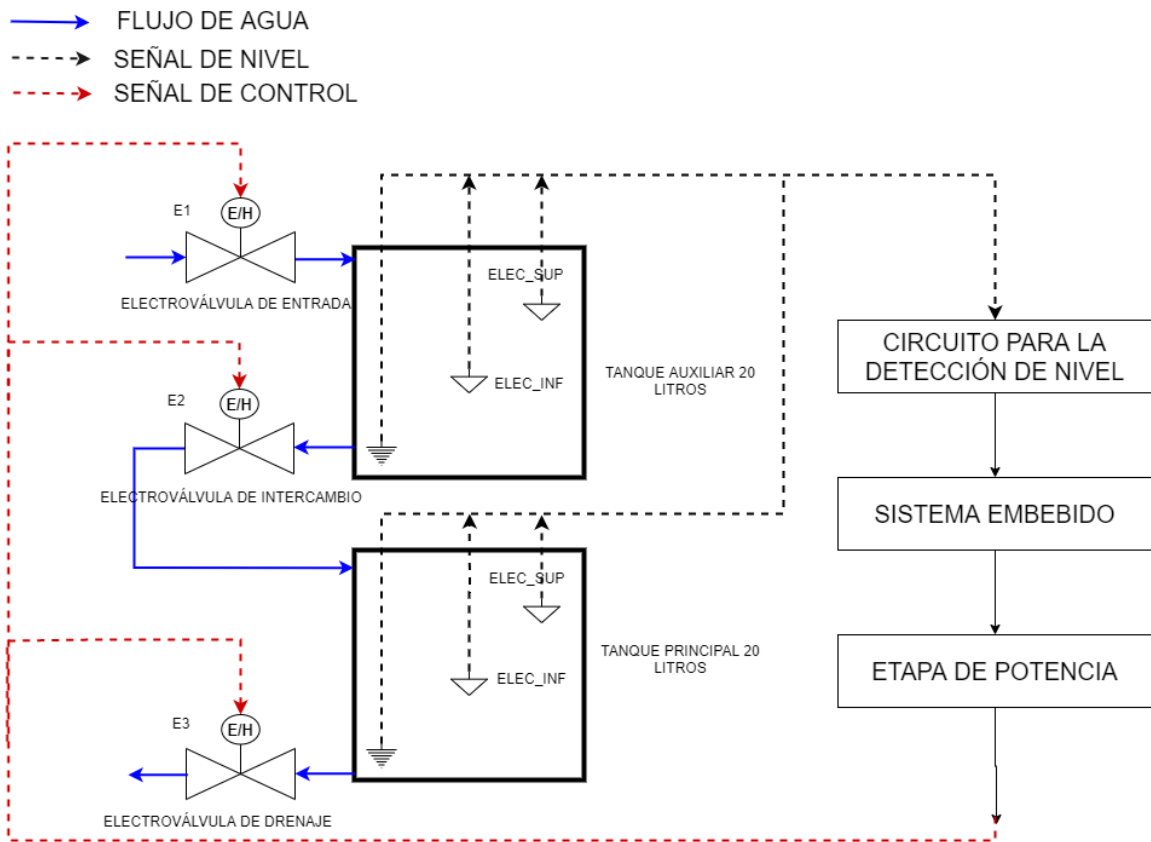 FLUJO DE AGUA
SEÑAL DE NIVEL
SEÑAL DE CONTROL
E1
E/H
ELECTROVÁLVULA DE ENTRADA
ELEC_SUP
ELEC_INF
TANQUE AUXILIAR 20
LITROS
CIRCUITO PARA LA
DETECCIÓN DE NIVEL
E2
E/H
ELECTROVÁLVULA DE INTERCAMBIO
SISTEMA EMBEBIDO
ELEC_SUP
ELEC_INF
TANQUE PRINCIPAL 20
LITROS
ETAPA DE POTENCIA
E3
E/H
ELECTROVÁLVULA DE DRENAJE